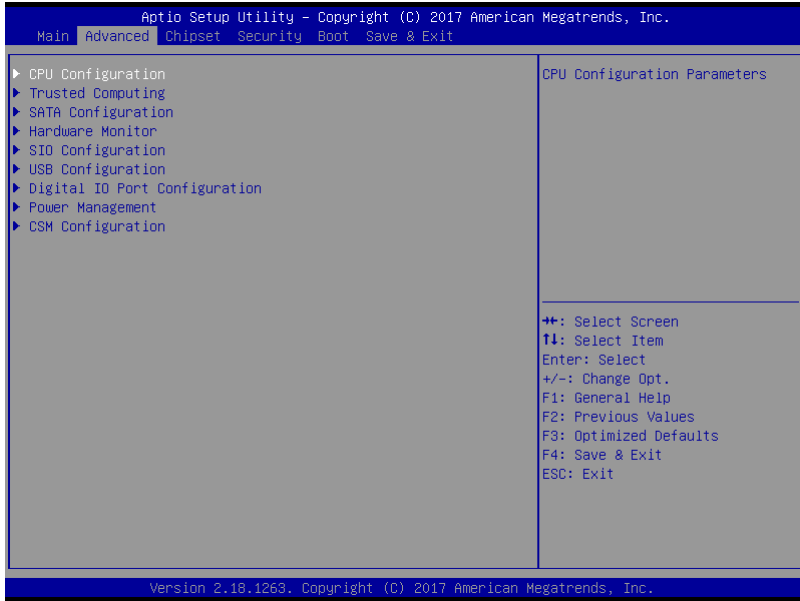 Aptio Setup Utility – Copyright (C) 2017 American Megatrends, Inc.
Main Advanced Chipset Security Boot Save & Exit
CPU Configuration
Trusted Computing
SATA Configuration
Hardware Monitor
SIO Configuration
USB Configuration
Digital IO Port Configuration
Power Management
CSM Configuration
CPU Configuration Parameters
→←: Select Screen
↑↓: Select Item
Enter: Select
+/-: Change Opt.
F1: General Help
F2: Previous Values
F3: Optimized Defaults
F4: Save & Exit
ESC: Exit
Version 2.18.1263. Copyright (C) 2017 American Megatrends, Inc.